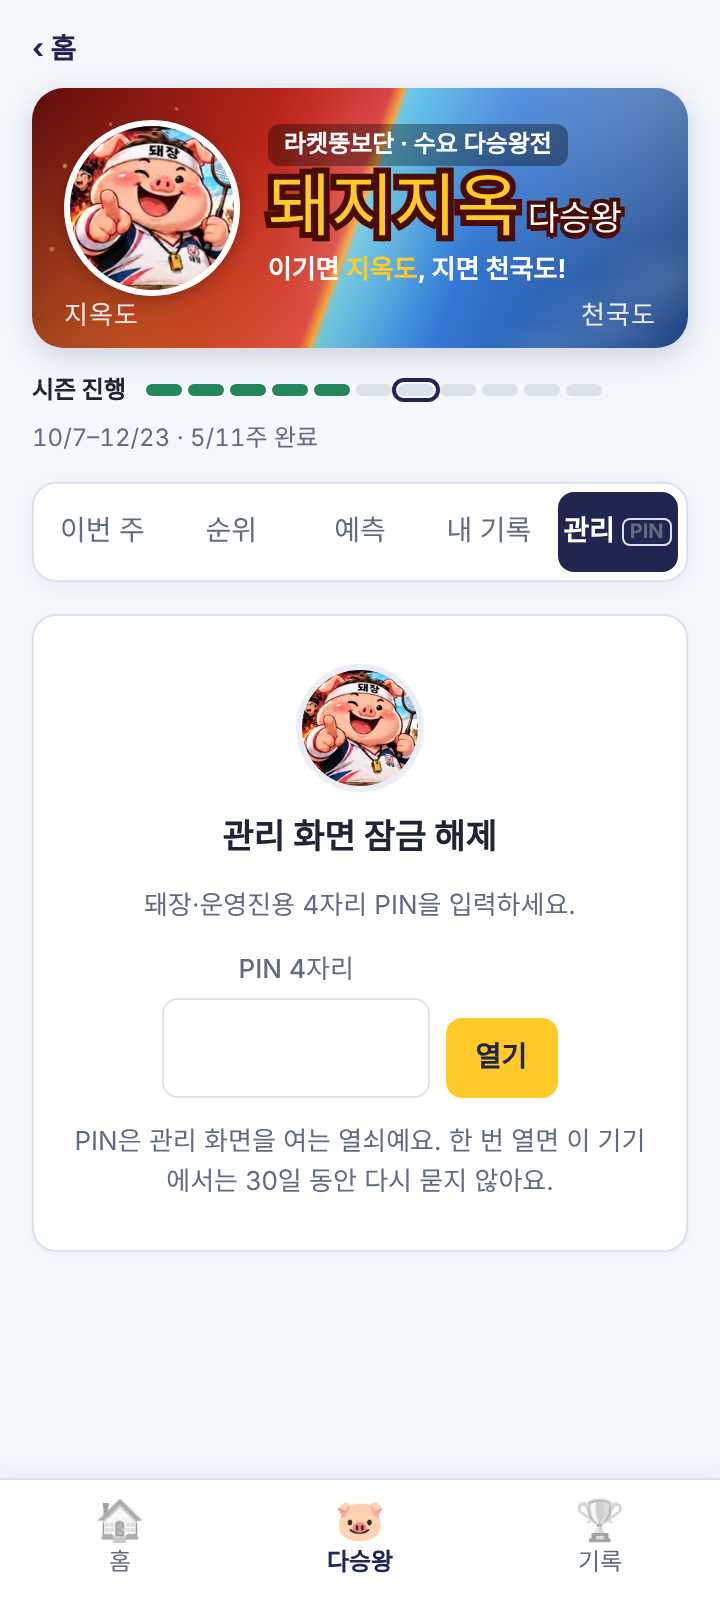 ‹ 홈
돼장
라켓뚱보단 · 수요 다승왕전
돼지지옥 다승왕
이기면 지옥도, 지면 천국도!
지옥도
천국도
시즌 진행
10/7–12/23 · 5/11주 완료
이번 주
순위
예측
내 기록
관리 PIN
돼장
관리 화면 잠금 해제
돼장·운영진용 4자리 PIN을 입력하세요.
PIN 4자리
열기
PIN은 관리 화면을 여는 열쇠예요. 한 번 열면 이 기기
에서는 30일 동안 다시 묻지 않아요.
홈
다승왕
기록